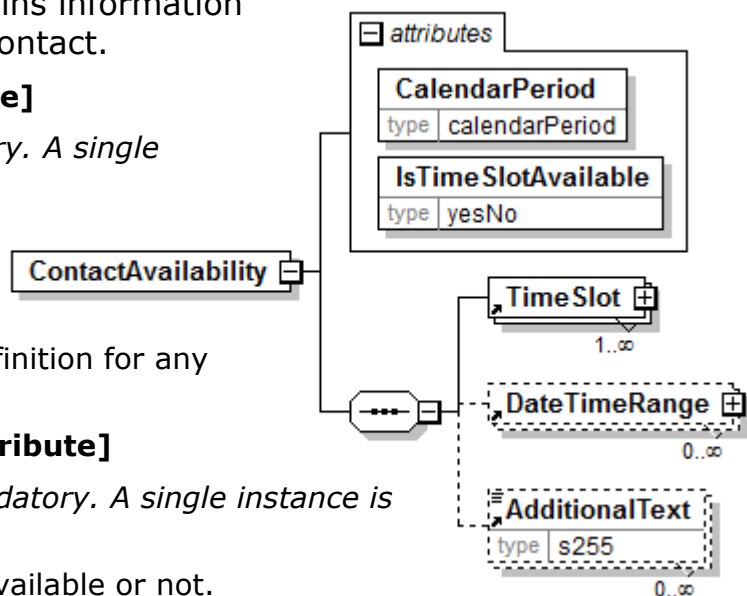 ins information
ontact.
attributes
CalendarPeriod
type calendarPeriod
IsTimeSlotAvailable
type yesNo
e]
ry. A single
ContactAvailability
TimeSlot
1..∞
finition for any
DateTimeRange
0..∞
ribute]
datory. A single instance is
AdditionalText
type s255
0..∞
vailable or not.